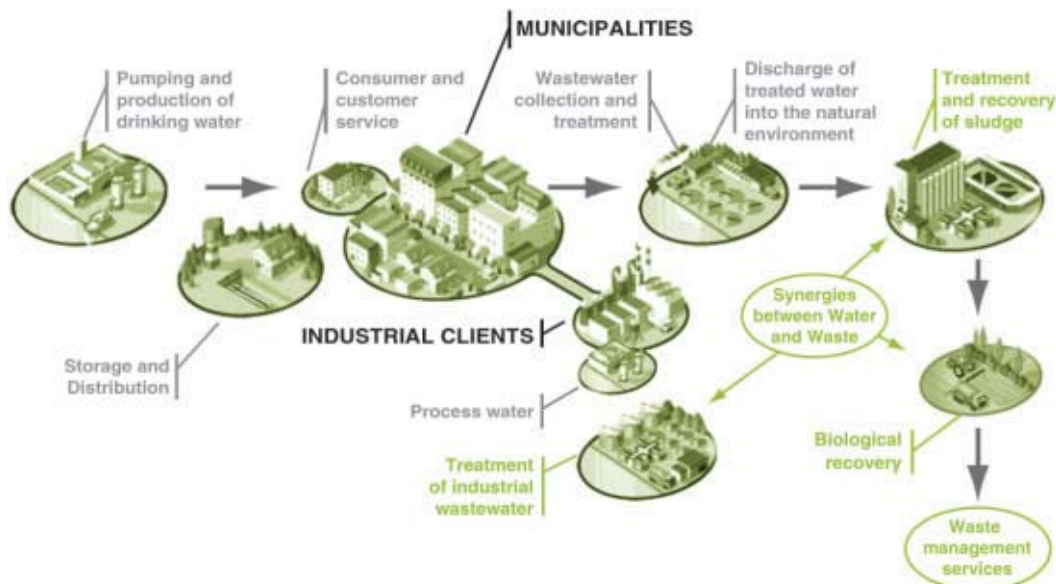 MUNICIPALITIES
Pumping and
production of
drinking water
Consumer and
customer
service
Wastewater
collection and
treatment
Discharge of
treated water
into the natural
environment
Treatment
and recovery
of sludge
Storage and
Distribution
INDUSTRIAL CLIENTS
Synergies
between Water
and Waste
Process water
Treatment
of industrial
wastewater
Biological
recovery
Waste
management
services